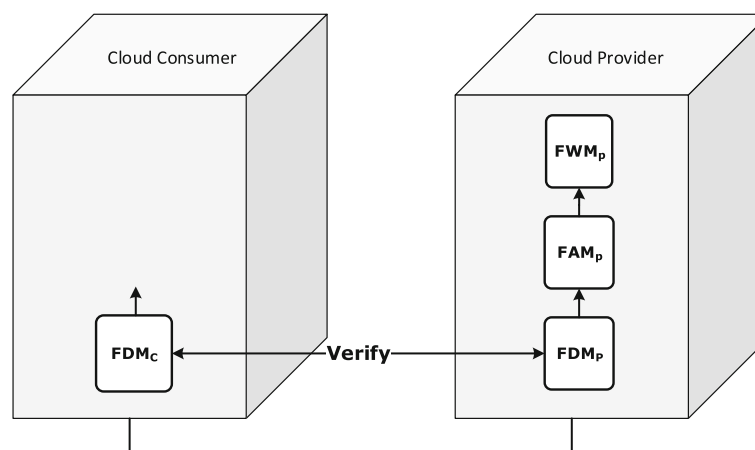 Cloud Consumer
Cloud Provider
FWMp
FAMp
FDMC
Verify
FDMP